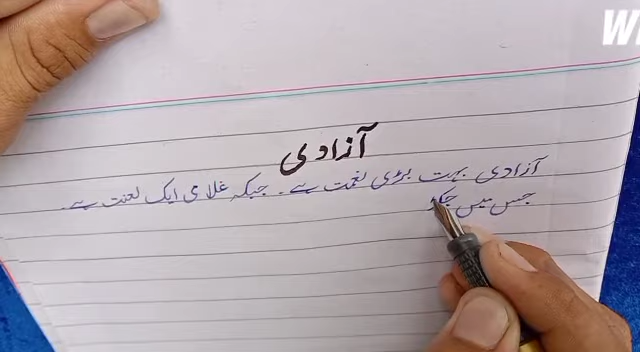 آزادی
آزادی بہت بڑی نعمت ہے۔ جبکہ غلامی ایک لعنت ہے۔
جس میں